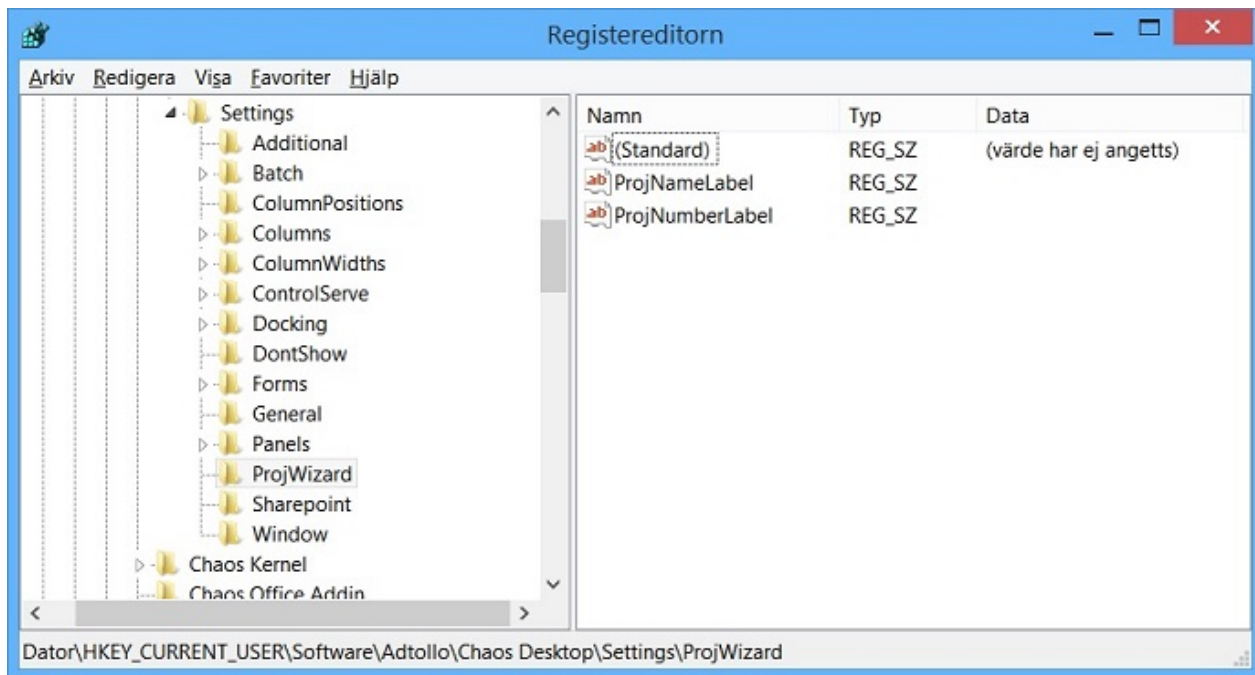 Registereditorn
Arkiv Redigera Visa Favoriter Hjälp
Settings
Additional
Batch
ColumnPositions
Columns
ColumnWidths
ControlServe
Docking
DontShow
Forms
General
Panels
ProjWizard
Sharepoint
Window
Chaos Kernel
Chaos Office Addin
Namn Typ Data
(Standard) REG_SZ (värde har ej angetts)
ProjNameLabel REG_SZ
ProjNumberLabel REG_SZ
Dator\HKEY_CURRENT_USER\Software\Adtollo\Chaos Desktop\Settings\ProjWizard